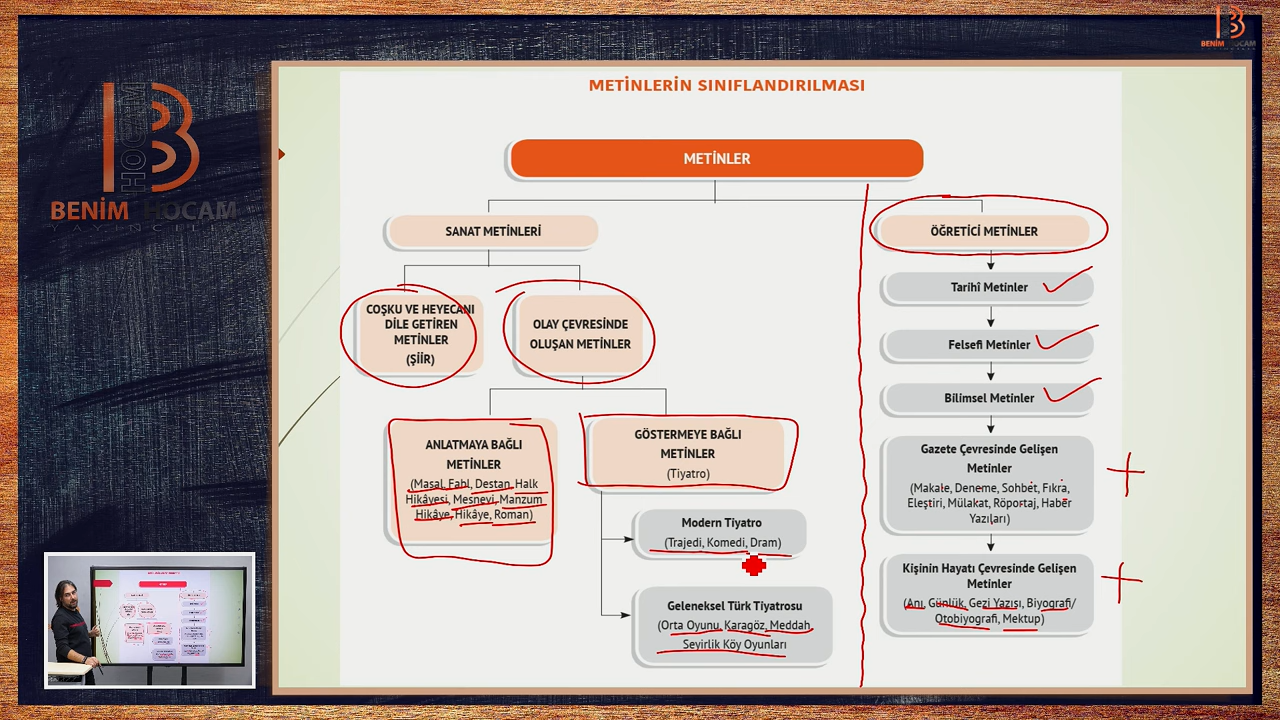 BENİM HOCAM
METİNLERİN SINIFLANDIRILMASI
HOCAM
BENİM HOCAM
YAYINCILIK
METİNLER
SANAT METİNLERİ
ÖĞRETİCİ METİNLER
COŞKU VE HEYECANI
DİLE GETİREN
METİNLER
(ŞİİR)
OLAY ÇEVRESİNDE
OLUŞAN METİNLER
ANLATMAYA BAĞLI
METİNLER
(Masal, Fabl, Destan, Halk
Hikâyesi, Mesnevi, Manzum
Hikâye, Hikâye, Roman)
GÖSTERMEYE BAĞLI
METİNLER
(Tiyatro)
Modern Tiyatro
(Trajedi, Komedi, Dram)
Geleneksel Türk Tiyatrosu
(Orta Oyunu, Karagöz, Meddah,
Seyirlik Köy Oyunları)
Tarihî Metinler
Felsefi Metinler
Bilimsel Metinler
Gazete Çevresinde Gelişen
Metinler
(Makale, Deneme, Sohbet, Fıkra,
Eleştiri, Mülakat, Röportaj, Haber
Yazıları)
Kişinin Hayatı Çevresinde Gelişen
Metinler
(Anı, Günlük, Gezi Yazısı, Biyografi/
Otobiyografi, Mektup)